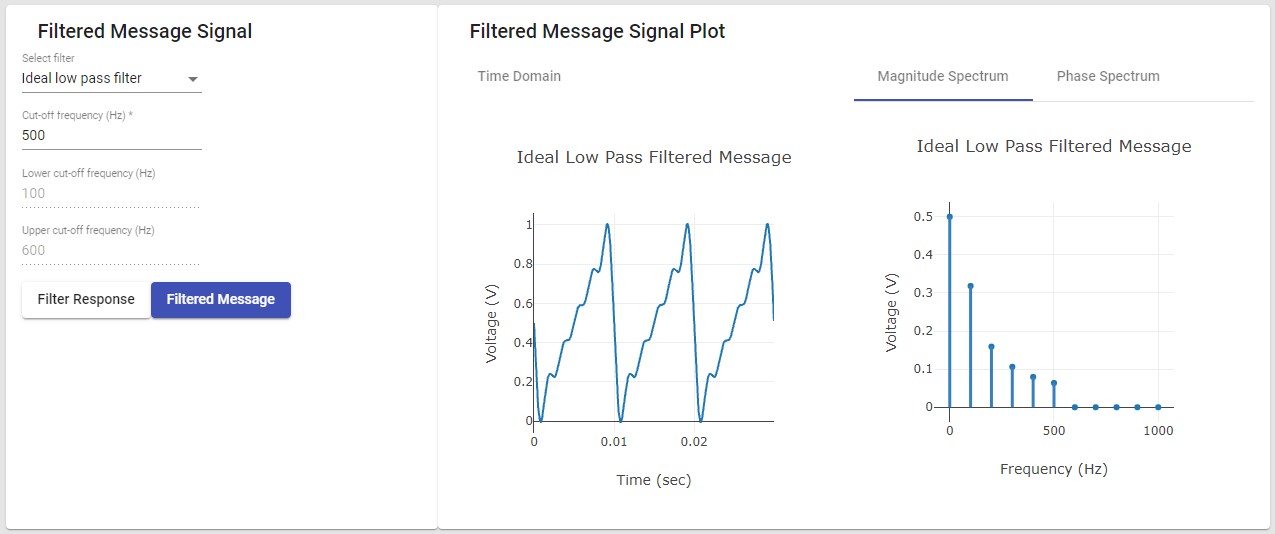 Filtered Message Signal
Select filter
Ideal low pass filter
Cut-off frequency (Hz) *
500
Lower cut-off frequency (Hz)
100
Upper cut-off frequency (Hz)
600
Filter Response
Filtered Message
Filtered Message Signal Plot
Time Domain
Ideal Low Pass Filtered Message
Voltage (V)
1
0.8
0.6
0.4
0.2
0
0 0.01 0.02
Time (sec)
Magnitude Spectrum Phase Spectrum
Ideal Low Pass Filtered Message
Voltage (V)
0.5
0.4
0.3
0.2
0.1
0
0 500 1000
Frequency (Hz)